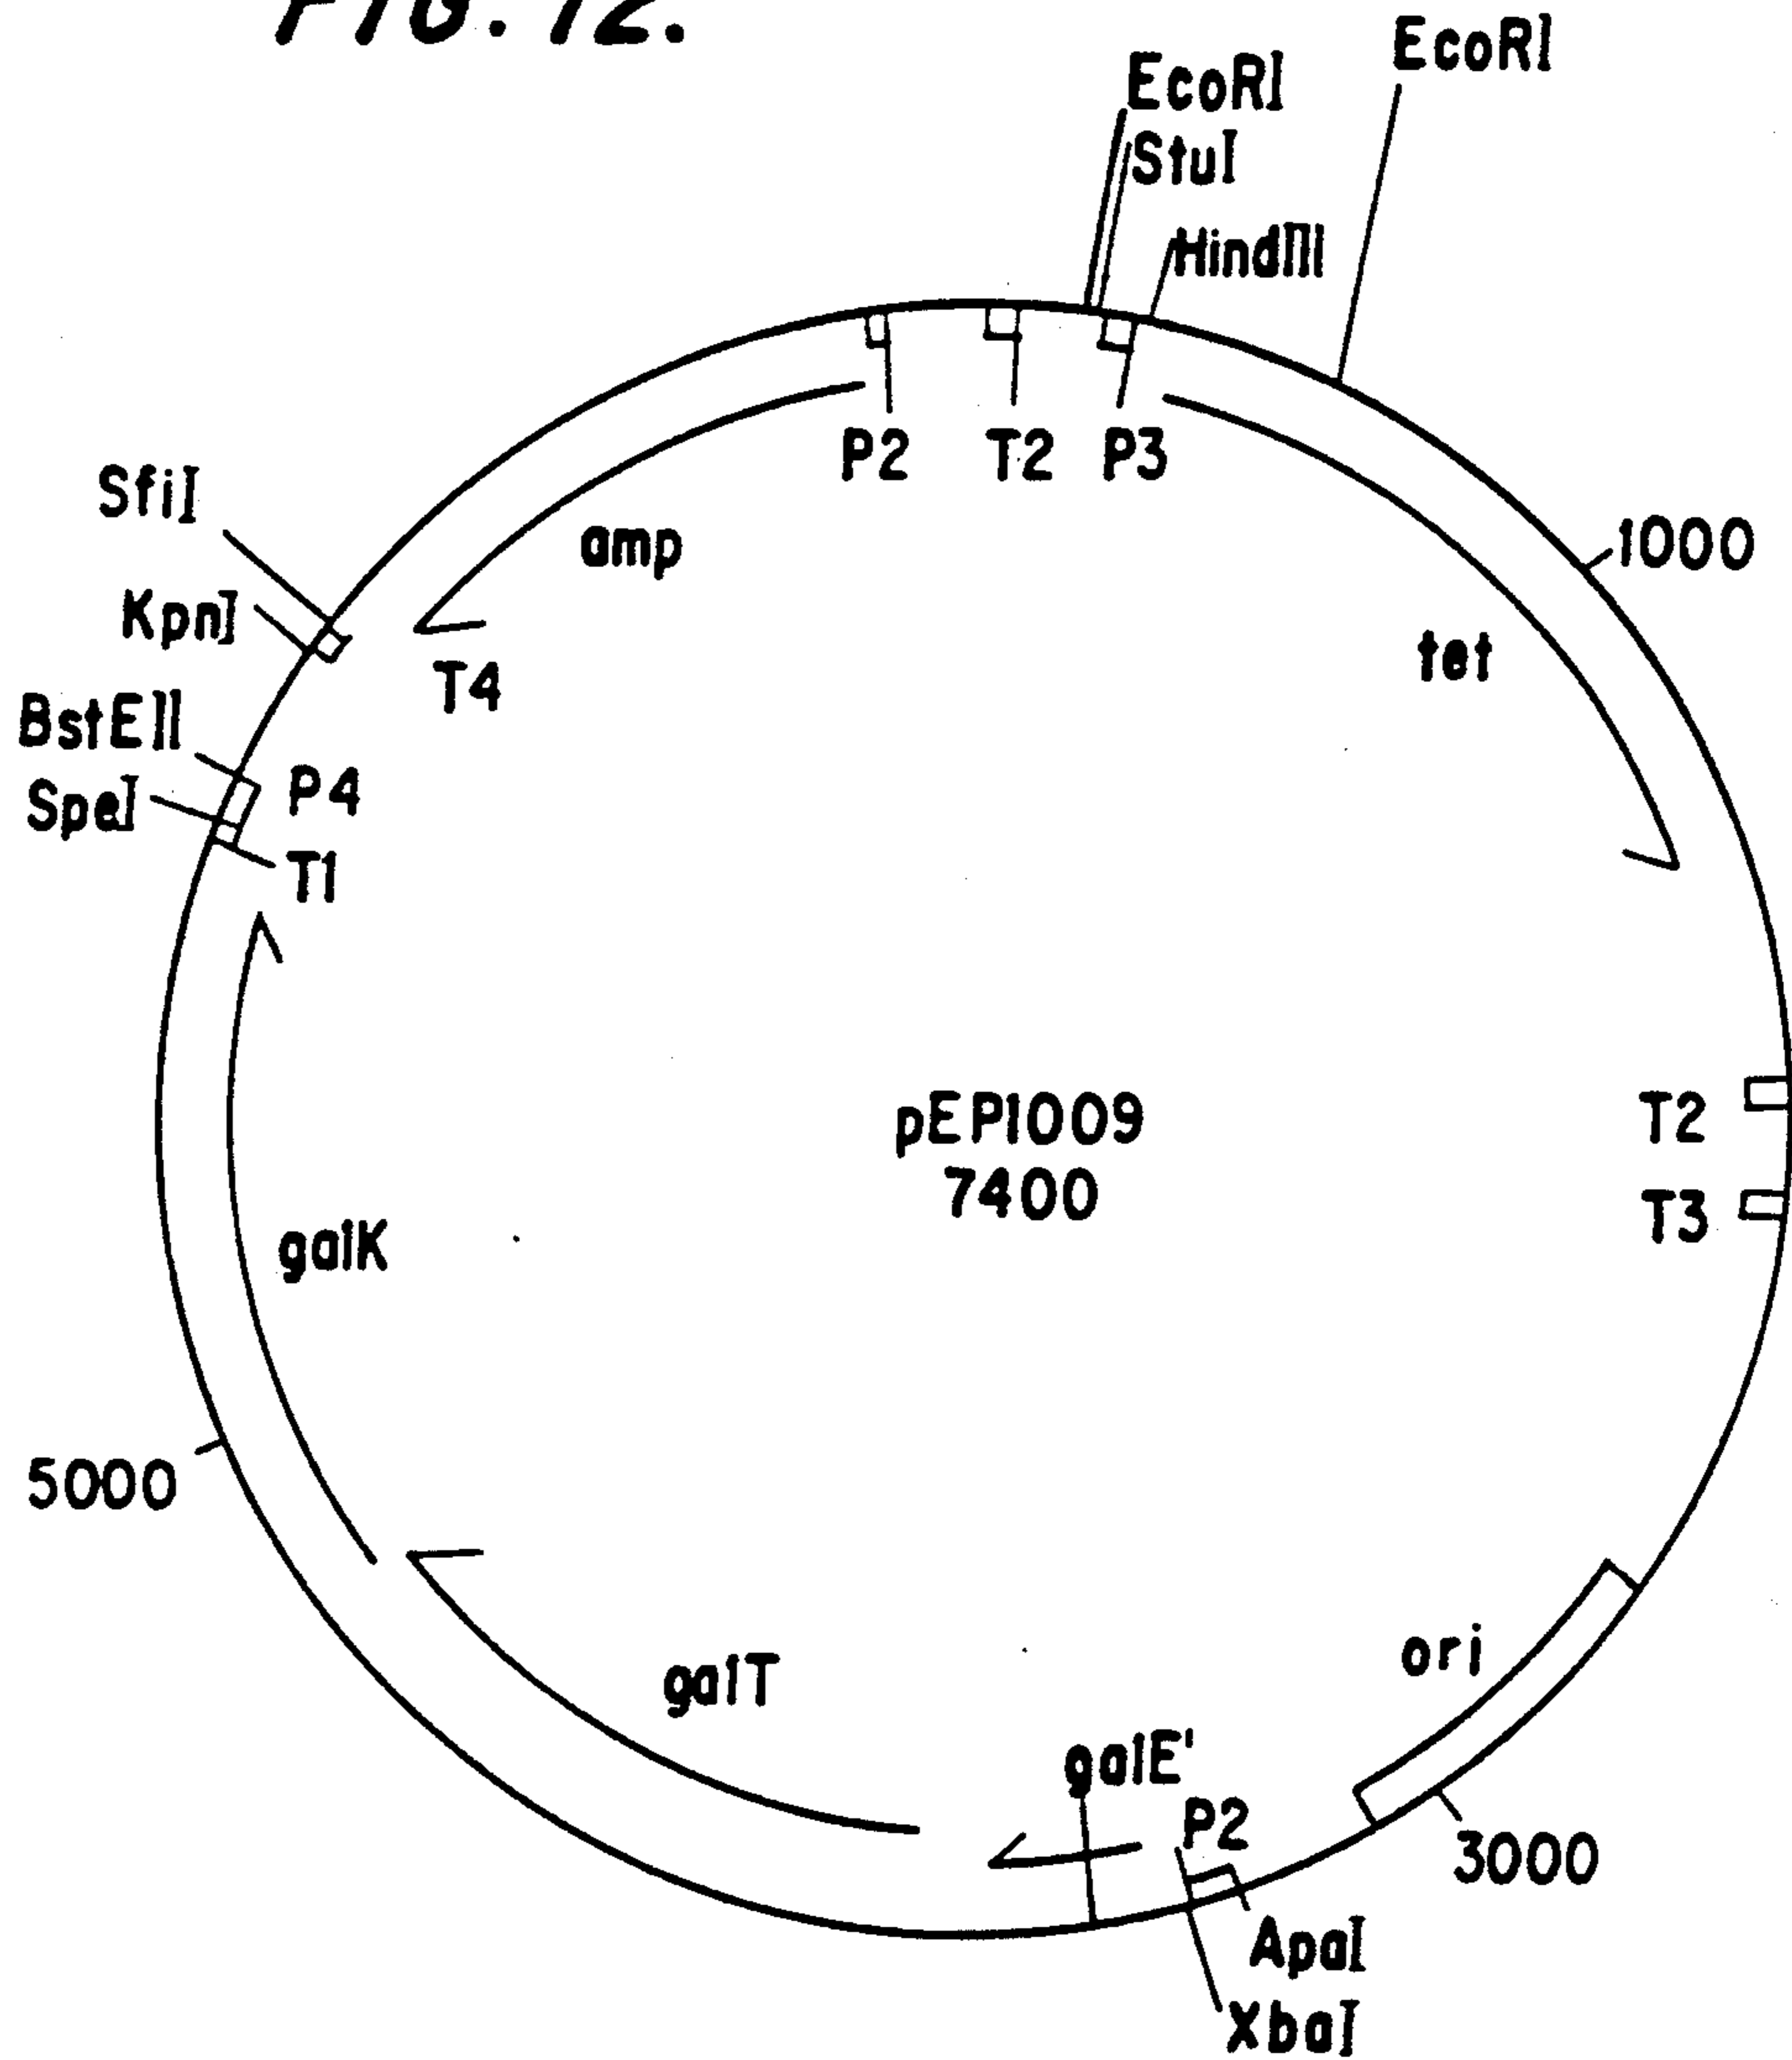 FIG. 12.
EcoRI
EcoRI
StuI
HindIII
P2
T2
P3
SfiI
amp
1000
KpnI
tet
T4
BstEII
P4
SpeI
T1
pEP1009
7400
T2
T3
galK
5000
ori
galT
galE'
P2
3000
ApaI
XbaI